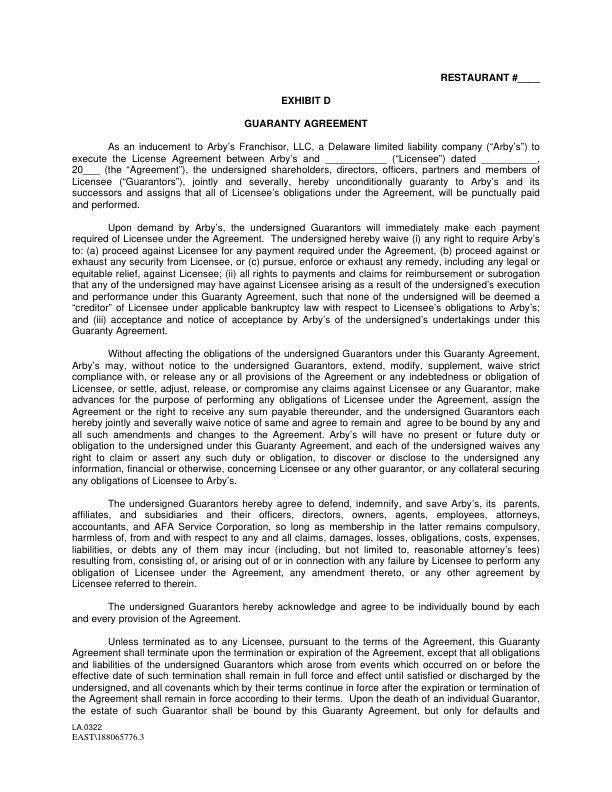 RESTAURANT #____
EXHIBIT D
GUARANTY AGREEMENT
As an inducement to Arby's Franchisor, LLC, a Delaware limited liability company ("Arby's") to
execute the License Agreement between Arby's and ___________ ("Licensee") dated __________,
20___ (the "Agreement"), the undersigned shareholders, directors, officers, partners and members of
Licensee ("Guarantors"), jointly and severally, hereby unconditionally guaranty to Arby's and its
successors and assigns that all of Licensee's obligations under the Agreement, will be punctually paid
and performed.
Upon demand by Arby's, the undersigned Guarantors will immediately make each payment
required of Licensee under the Agreement. The undersigned hereby waive (i) any right to require Arby's
to: (a) proceed against Licensee for any payment required under the Agreement, (b) proceed against or
exhaust any security from Licensee, or (c) pursue, enforce or exhaust any remedy, including any legal or
equitable relief, against Licensee; (ii) all rights to payments and claims for reimbursement or subrogation
that any of the undersigned may have against Licensee arising as a result of the undersigned's execution
and performance under this Guaranty Agreement, such that none of the undersigned will be deemed a
"creditor" of Licensee under applicable bankruptcy law with respect to Licensee's obligations to Arby's;
and (iii) acceptance and notice of acceptance by Arby's of the undersigned's undertakings under this
Guaranty Agreement.
Without affecting the obligations of the undersigned Guarantors under this Guaranty Agreement,
Arby's may, without notice to the undersigned Guarantors, extend, modify, supplement, waive strict
compliance with, or release any or all provisions of the Agreement or any indebtedness or obligation of
Licensee, or settle, adjust, release, or compromise any claims against Licensee or any Guarantor, make
advances for the purpose of performing any obligations of Licensee under the Agreement, assign the
Agreement or the right to receive any sum payable thereunder, and the undersigned Guarantors each
hereby jointly and severally waive notice of same and agree to remain and agree to be bound by any and
all such amendments and changes to the Agreement. Arby's will have no present or future duty or
obligation to the undersigned under this Guaranty Agreement, and each of the undersigned waives any
right to claim or assert any such duty or obligation, to discover or disclose to the undersigned any
information, financial or otherwise, concerning Licensee or any other guarantor, or any collateral securing
any obligations of Licensee to Arby's.
The undersigned Guarantors hereby agree to defend, indemnify, and save Arby's, its parents,
affiliates, and subsidiaries and their officers, directors, owners, agents, employees, attorneys,
accountants, and AFA Service Corporation, so long as membership in the latter remains compulsory,
harmless of, from and with respect to any and all claims, damages, losses, obligations, costs, expenses,
liabilities, or debts any of them may incur (including, but not limited to, reasonable attorney's fees)
resulting from, consisting of, or arising out of or in connection with any failure by Licensee to perform any
obligation of Licensee under the Agreement, any amendment thereto, or any other agreement by
Licensee referred to therein.
The undersigned Guarantors hereby acknowledge and agree to be individually bound by each
and every provision of the Agreement.
Unless terminated as to any Licensee, pursuant to the terms of the Agreement, this Guaranty
Agreement shall terminate upon the termination or expiration of the Agreement, except that all obligations
and liabilities of the undersigned Guarantors which arose from events which occurred on or before the
effective date of such termination shall remain in full force and effect until satisfied or discharged by the
undersigned, and all covenants which by their terms continue in force after the expiration or termination of
the Agreement shall remain in force according to their terms. Upon the death of an individual Guarantor,
the estate of such Guarantor shall be bound by this Guaranty Agreement, but only for defaults and
LA.0322
EAST\188065776.3